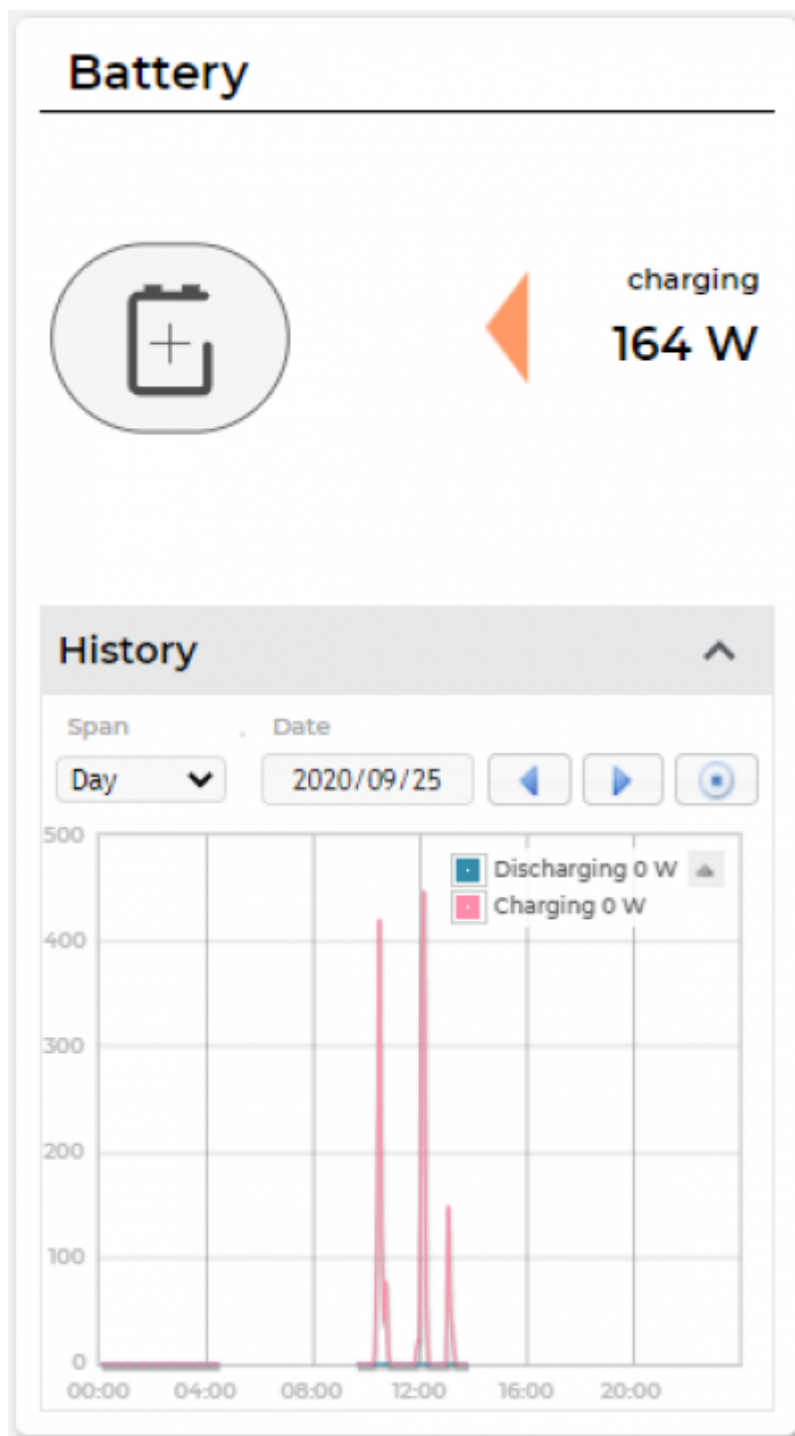 Battery
charging
164 W
History
Span . Date
Day 2020/09/25
500
Discharging 0 W
Charging 0 W
400
300
200
100
0
00:00 04:00 08:00 12:00 16:00 20:00